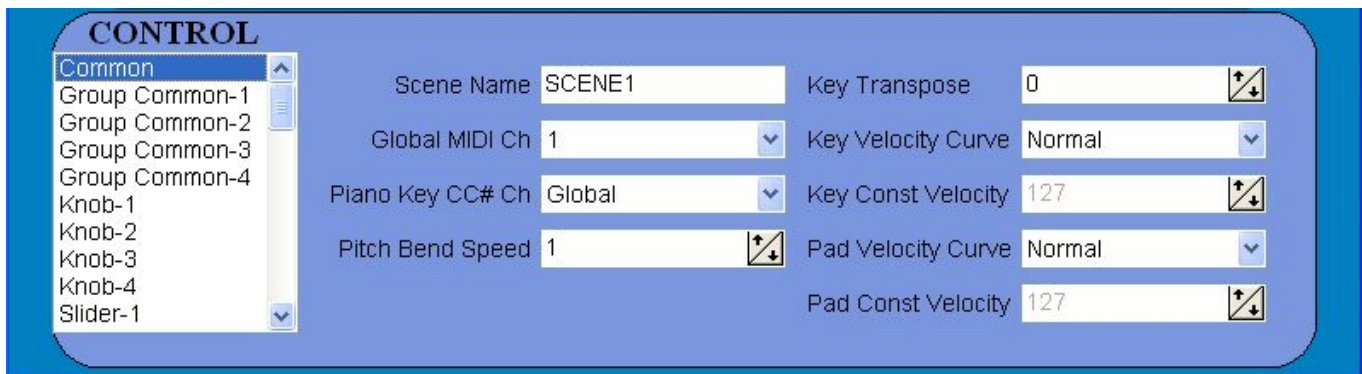 CONTROL
Common
Group Common-1
Group Common-2
Group Common-3
Group Common-4
Knob-1
Knob-2
Knob-3
Knob-4
Slider-1
Scene Name SCENE1
Global MIDI Ch 1
Piano Key CC# Ch Global
Pitch Bend Speed 1
Key Transpose 0
Key Velocity Curve Normal
Key Const Velocity 127
Pad Velocity Curve Normal
Pad Const Velocity 127